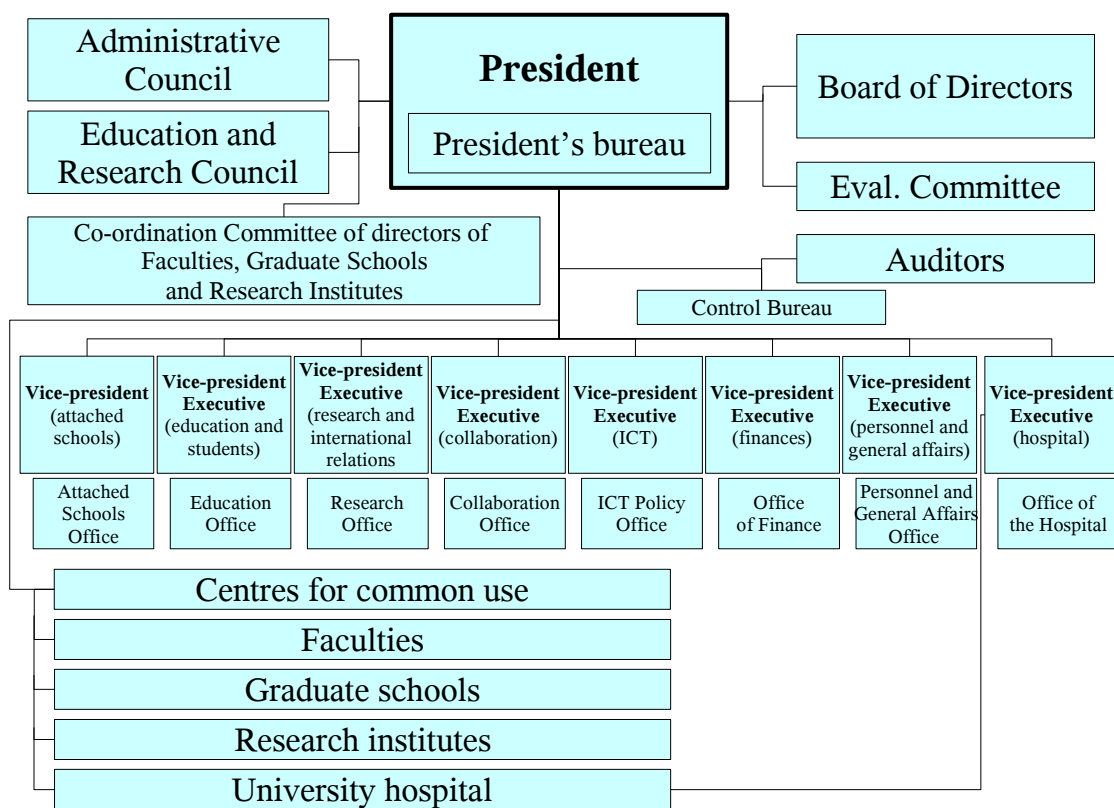 Administrative
Council
President
Board of Directors
Education and
Research Council
President's bureau
Eval. Committee
Co-ordination Committee of directors of
Faculties, Graduate Schools
and Research Institutes
Auditors
Control Bureau
Vice-president
(attached
schools)
Vice-president
Executive
(education and
students)
Vice-president
Executive
(research and
international
relations
Vice-president
Executive
(collaboration)
Vice-president
Executive
(ICT)
Vice-president
Executive
(finances)
Vice-president
Executive
(personnel and
general affairs)
Vice-president
Executive
(hospital)
Attached
Schools
Office
Education
Office
Research
Office
Collaboration
Office
ICT Policy
Office
Office
of Finance
Personnel and
General Affairs
Office
Office of
the Hospital
Centres for common use
Faculties
Graduate schools
Research institutes
University hospital